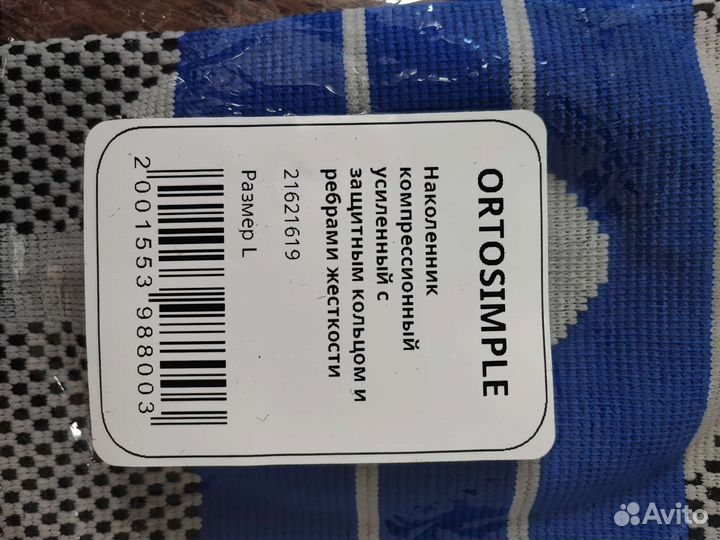 ORTOSIMPLE
Наколенник
компрессионный
усиленный с
защитным кольцом и
ребрами жесткости
21621619
Размер L
2 001553 988003
Avito